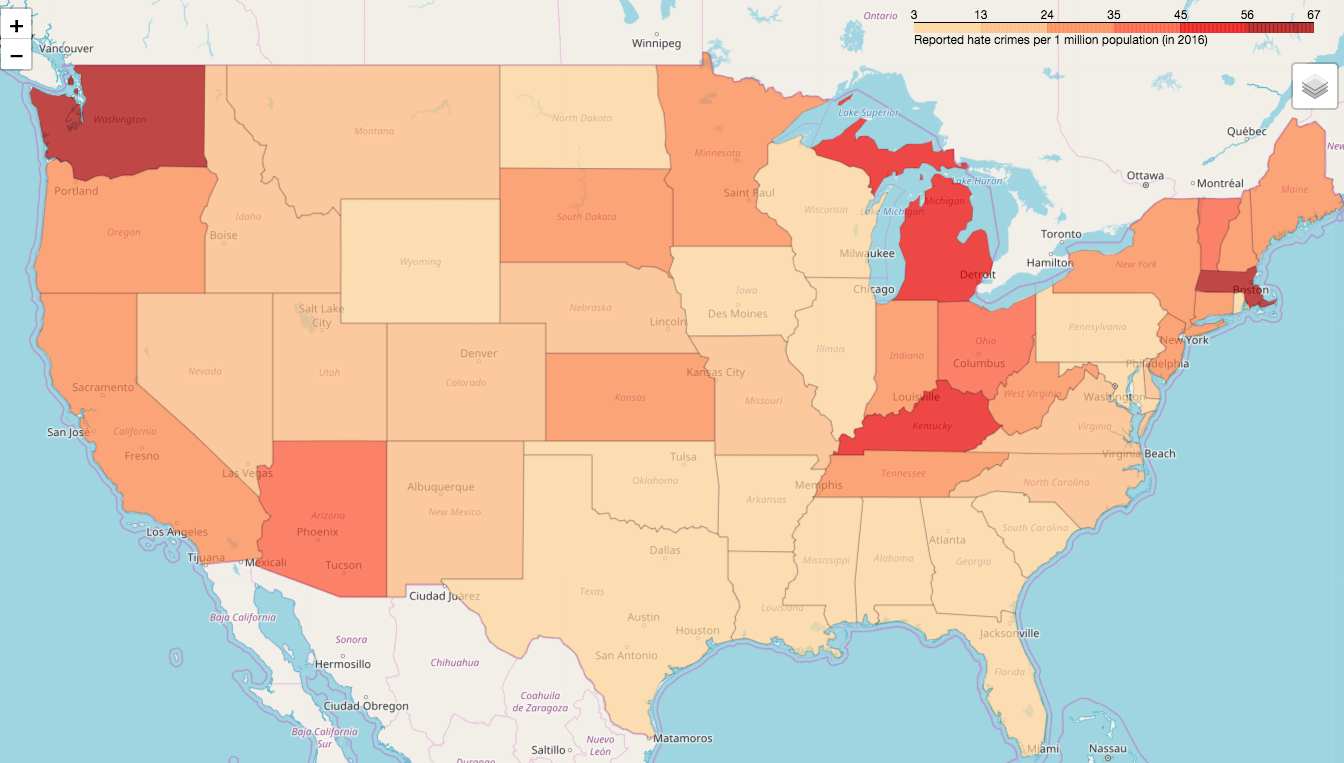 +
−
Vancouver
Winnipeg
Ontario
3 13 24 35 45 56 67
Reported hate crimes per 1 million population (in 2016)
Washington
Montana
North Dakota
Minnesota
Lake Superior
Québec
New
Portland
Saint Paul
Lake Huron
Ottawa
Montréal
Maine
Oregon
Idaho
Boise
South Dakota
Wisconsin
Lake Michigan
Michigan
Toronto
Wyoming
Milwaukee
Detroit
Hamilton
New York
Iowa
Chicago
Boston
Salt Lake
City
Nebraska
Lincoln
Des Moines
Pennsylvania
New York
Nevada
Utah
Denver
Colorado
Kansas City
Illinois
Indiana
Ohio
Columbus
Philadelphia
Sacramento
Kansas
Missouri
Louisville
West Virginia
Washington
San José
California
Kentucky
Virginia
Fresno
Las Vegas
Tulsa
Virginia Beach
Oklahoma
Memphis
Tennessee
North Carolina
Albuquerque
Arkansas
Los Angeles
Arizona
Phoenix
New Mexico
South Carolina
Tijuana
Mexicali
Tucson
Dallas
Mississippi
Alabama
Atlanta
Georgia
Ciudad Juárez
Texas
Louisiana
Baja California
Austin
Houston
Jacksonville
Sonora
Hermosillo
Chihuahua
San Antonio
Florida
Ciudad Obregon
Coahuila
de Zaragoza
Baja California
Sur
Nuevo
León
Saltillo
Matamoros
Miami
Nassau
Durango